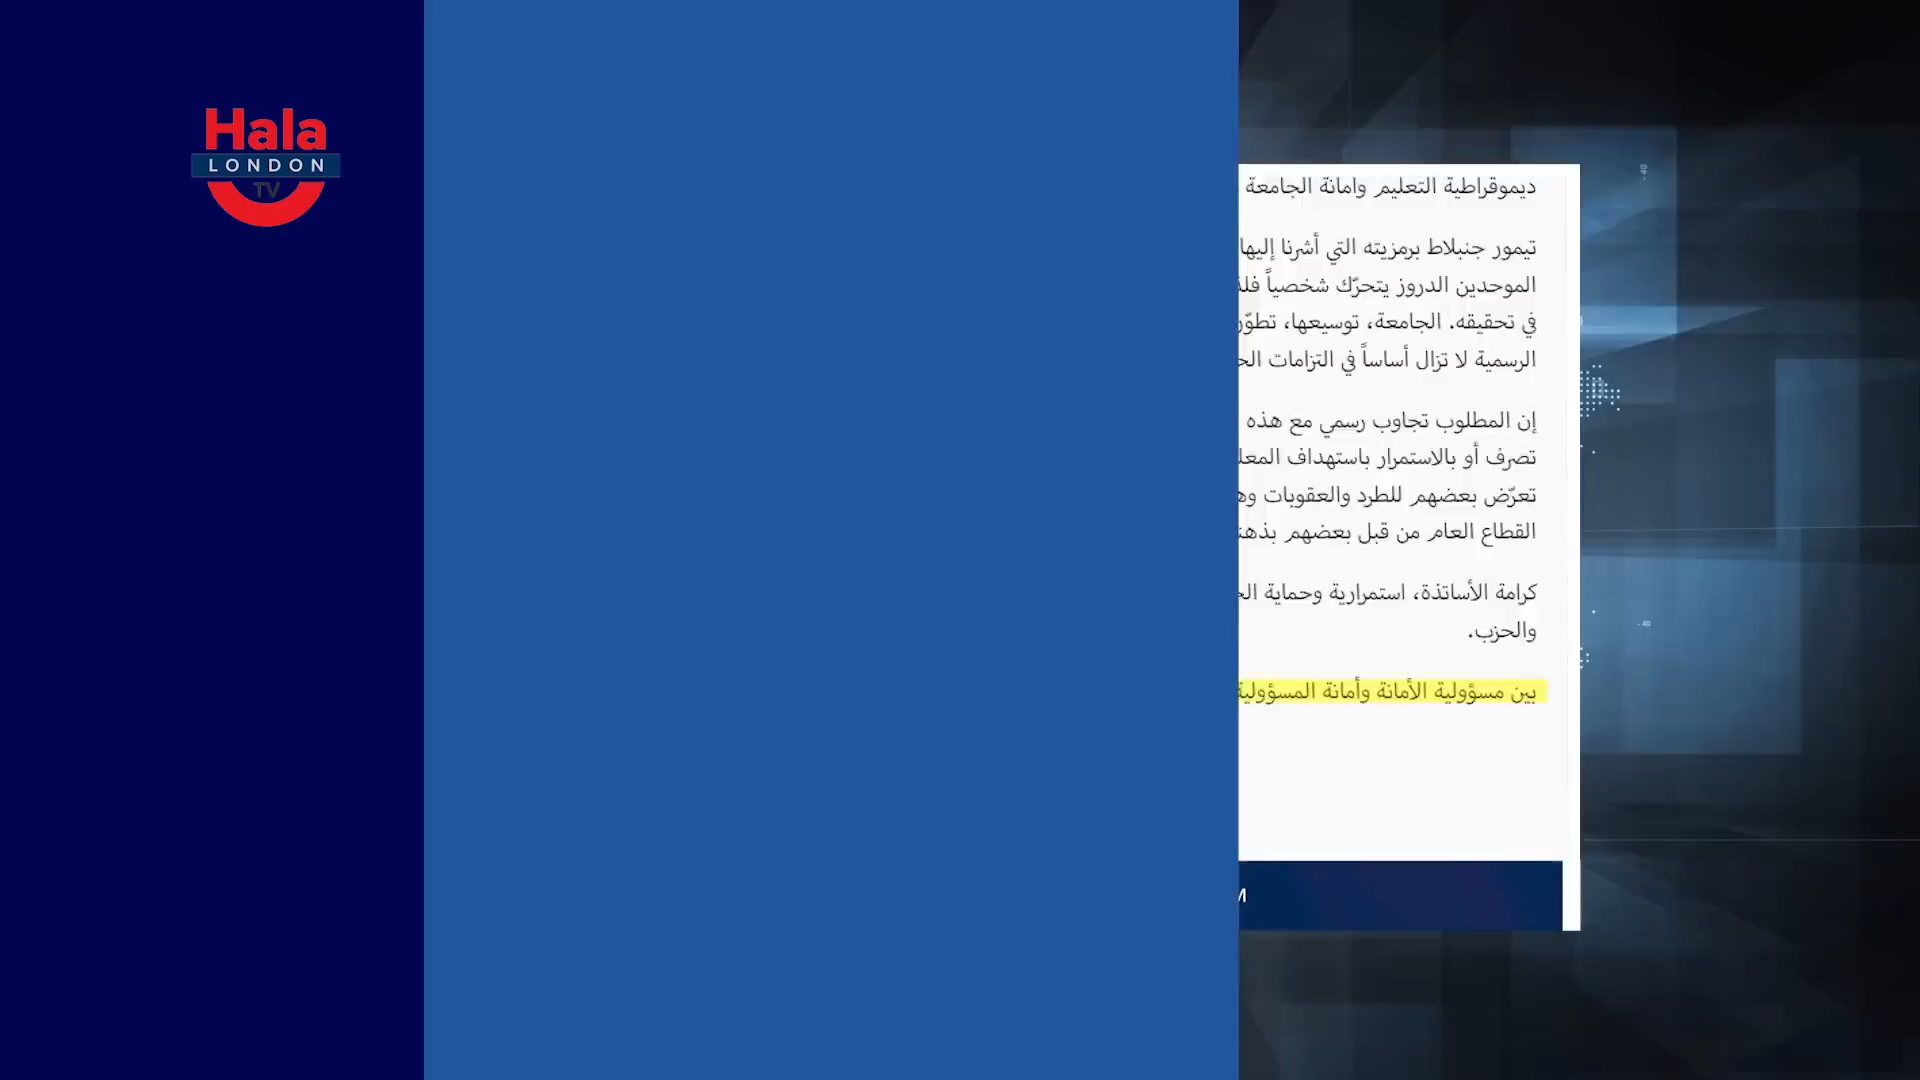 Hala
LONDON
TV
ديموقراطية التعليم وامانة الجامعة
تيمور جنبلاط برمزيته التي أشرنا إليها
الموحدين الدروز يتحرّك شخصياً
في تحقيقه. الجامعة، توسيعها،
الرسمية لا تزال أساساً في التزامات
إن المطلوب تجاوب رسمي مع هذه
تصرف أو بالاستمرار باستهداف
تعرّض بعضهم للطرد والعقوبات
القطاع العام من قبل بعضهم
كرامة الأساتذة، استمرارية وحماية
والحزب.
بين مسؤولية الأمانة وأمانة المسؤولية